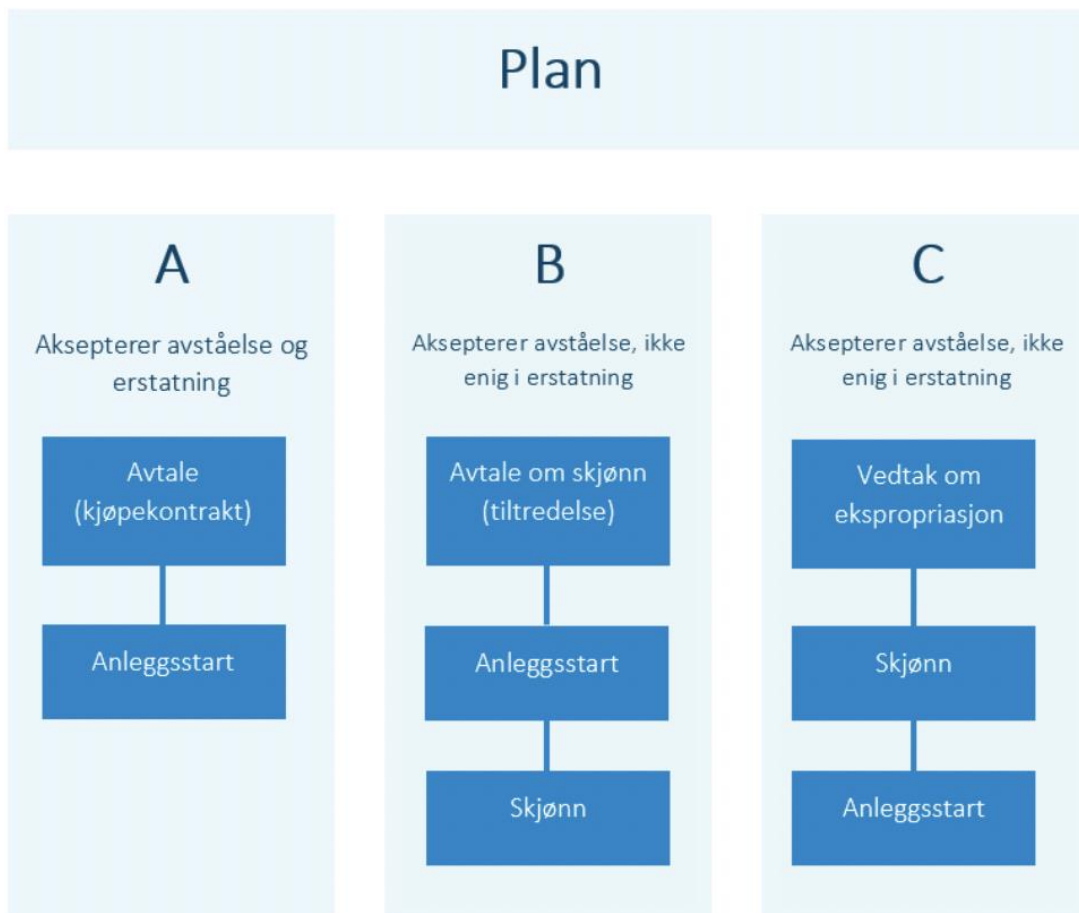 Plan
A
Aksepterer avståelse og
erstatning
Avtale
(kjøpekontrakt)
Anleggsstart
B
Aksepterer avståelse, ikke
enig i erstatning
Avtale om skjønn
(tiltredelse)
Anleggsstart
Skjønn
C
Aksepterer avståelse, ikke
enig i erstatning
Vedtak om
ekspropriasjon
Skjønn
Anleggsstart